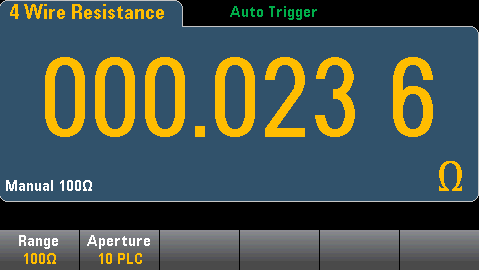 4 Wire Resistance
Auto Trigger
000.023 6
Ω
Manual 100Ω
Range Aperture
100Ω 10 PLC